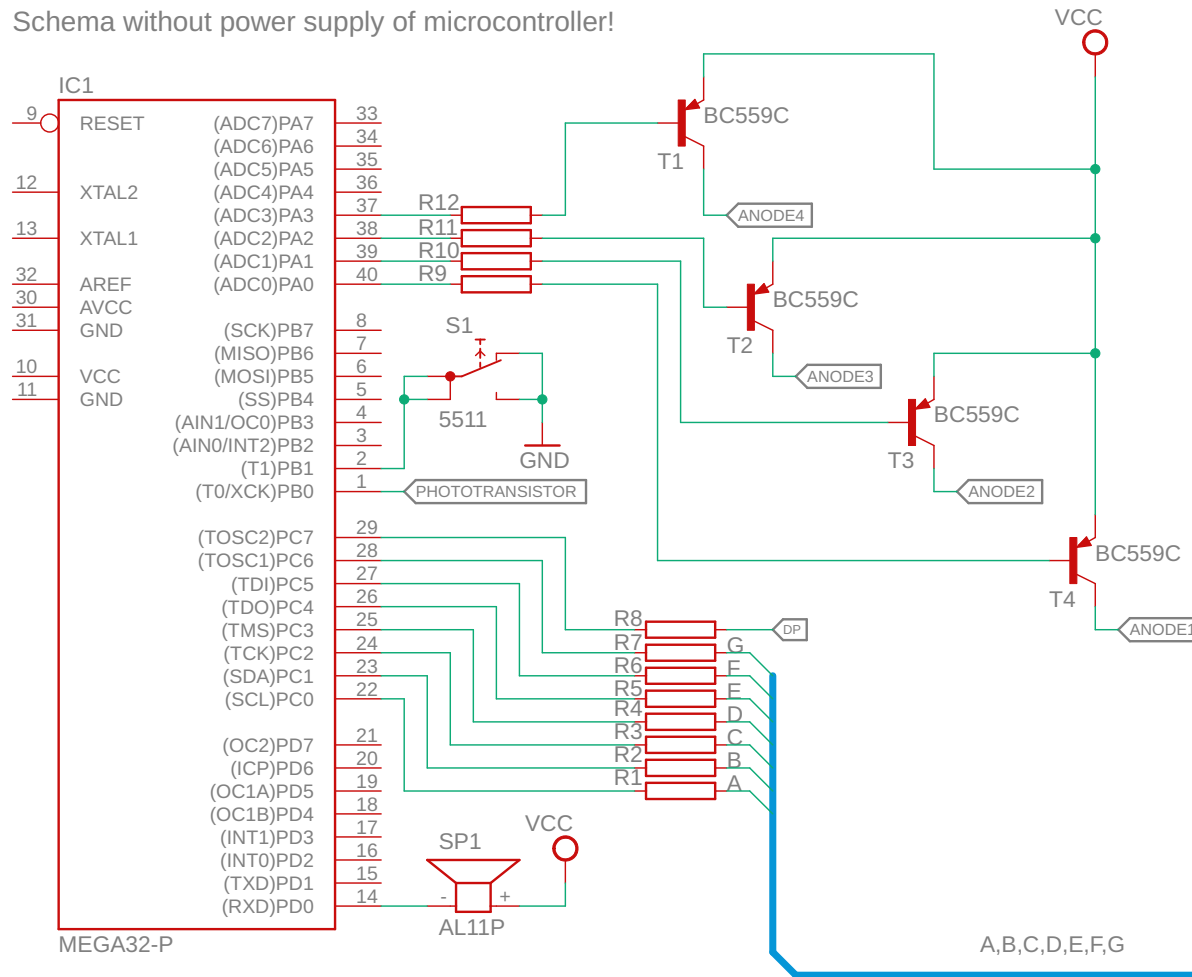 Schema without power supply of microcontroller!
VCC
IC1
9 RESET (ADC7)PA7 33
(ADC6)PA6 34
(ADC5)PA5 35
12 XTAL2 (ADC4)PA4 36
(ADC3)PA3 37
13 XTAL1 (ADC2)PA2 38
(ADC1)PA1 39
32 AREF (ADC0)PA0 40
30 AVCC
31 GND (SCK)PB7 8
(MISO)PB6 7
10 VCC (MOSI)PB5 6
11 GND (SS)PB4 5
(AIN1/OC0)PB3 4
(AIN0/INT2)PB2 3
(T1)PB1 2
(T0/XCK)PB0 1
(TOSC2)PC7 29
(TOSC1)PC6 28
(TDI)PC5 27
(TDO)PC4 26
(TMS)PC3 25
(TCK)PC2 24
(SDA)PC1 23
(SCL)PC0 22
(OC2)PD7 21
(ICP)PD6 20
(OC1A)PD5 19
(OC1B)PD4 18
(INT1)PD3 17
(INT0)PD2 16
(TXD)PD1 15
(RXD)PD0 14
MEGA32-P
R12
R11
R10
R9
BC559C
T1
ANODE4
BC559C
T2
ANODE3
BC559C
T3
ANODE2
BC559C
T4
ANODE1
S1
5511
GND
PHOTOTRANSISTOR
R8 DP
R7 G
R6 F
R5 E
R4 D
R3 C
R2 B
R1 A
VCC
SP1
- +
AL11P
A,B,C,D,E,F,G